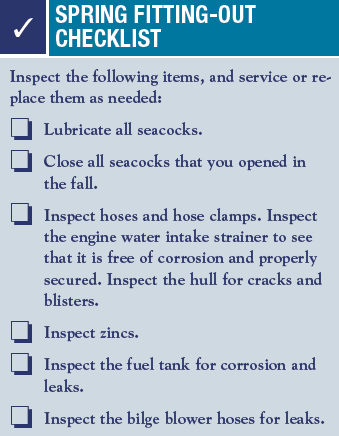 ✓ SPRING FITTING-OUT
CHECKLIST
Inspect the following items, and service or re-
place them as needed:
Lubricate all seacocks.
Close all seacocks that you opened in
the fall.
Inspect hoses and hose clamps. Inspect
the engine water intake strainer to see
that it is free of corrosion and properly
secured. Inspect the hull for cracks and
blisters.
Inspect zincs.
Inspect the fuel tank for corrosion and
leaks.
Inspect the bilge blower hoses for leaks.